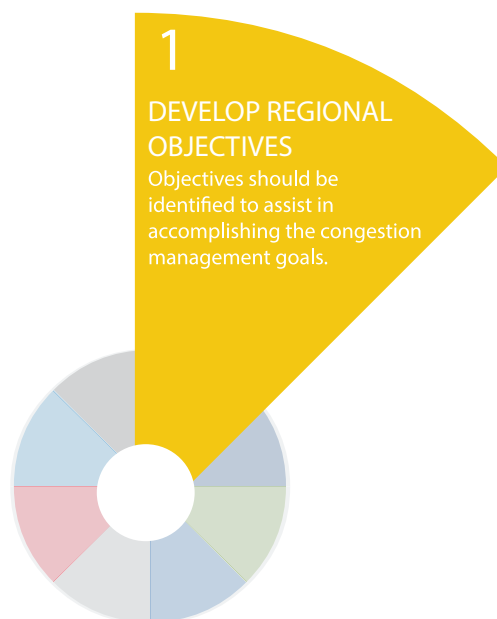 1
DEVELOP REGIONAL
OBJECTIVES
Objectives should be
identified to assist in
accomplishing the congestion
management goals.